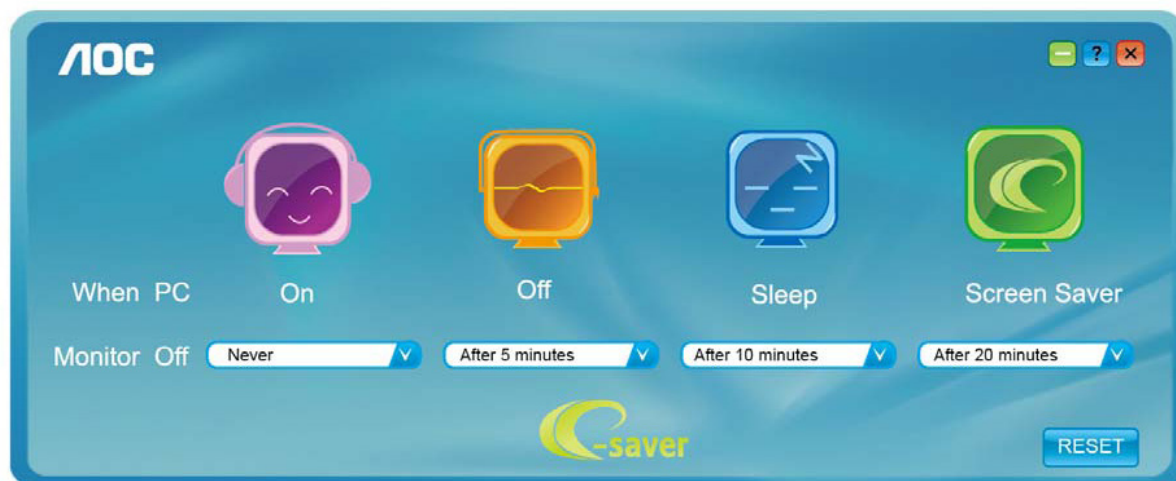 AOC
?
When PC On Off Sleep Screen Saver
Monitor Off Never After 5 minutes After 10 minutes After 20 minutes
e-saver
RESET